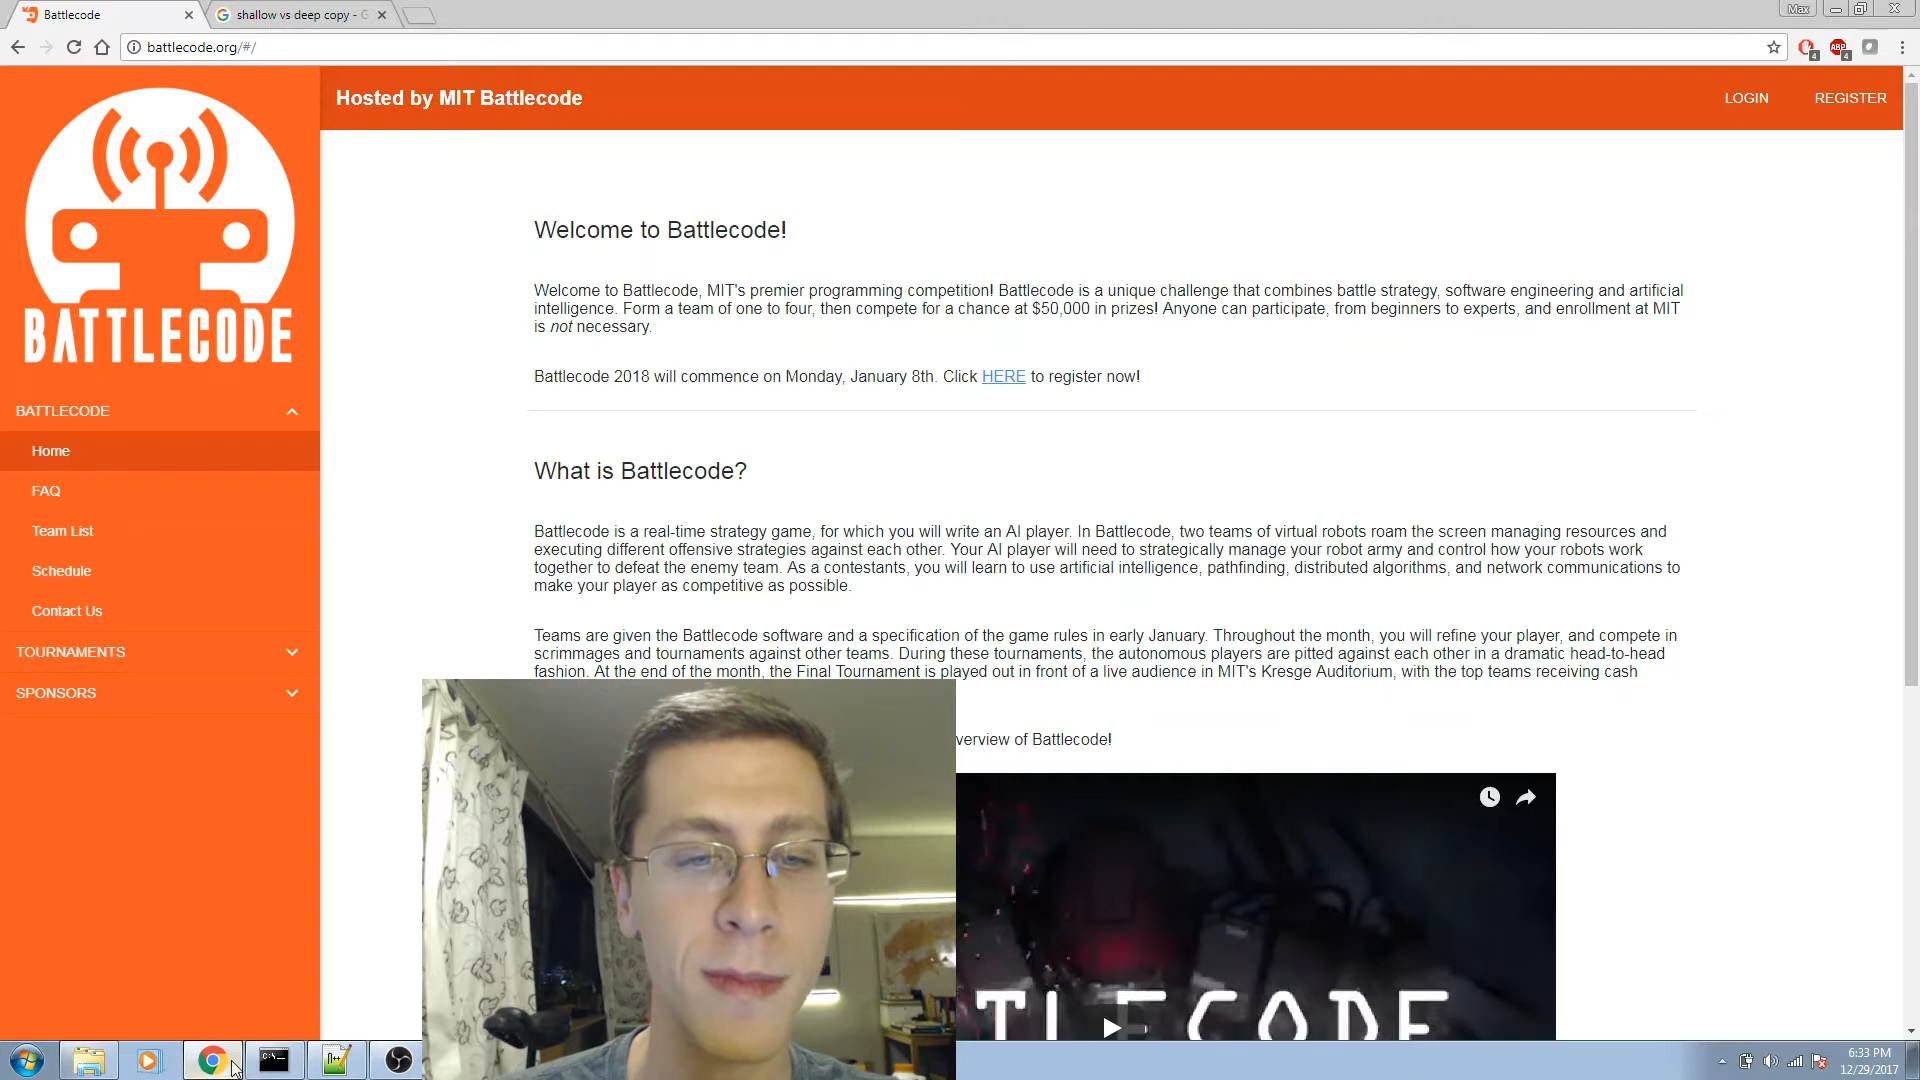 Battlecode
shallow vs deep copy - G
Max
battlecode.org/#/
4
ABP
4
Hosted by MIT Battlecode
LOGIN
REGISTER
BATTLECODE
BATTLECODE
Home
FAQ
Team List
Schedule
Contact Us
TOURNAMENTS
SPONSORS
Welcome to Battlecode!
Welcome to Battlecode, MIT's premier programming competition! Battlecode is a unique challenge that combines battle strategy, software engineering and artificial
intelligence. Form a team of one to four, then compete for a chance at $50,000 in prizes! Anyone can participate, from beginners to experts, and enrollment at MIT
is not necessary.
Battlecode 2018 will commence on Monday, January 8th. Click HERE to register now!
What is Battlecode?
Battlecode is a real-time strategy game, for which you will write an AI player. In Battlecode, two teams of virtual robots roam the screen managing resources and
executing different offensive strategies against each other. Your AI player will need to strategically manage your robot army and control how your robots work
together to defeat the enemy team. As a contestants, you will learn to use artificial intelligence, pathfinding, distributed algorithms, and network communications to
make your player as competitive as possible.
Teams are given the Battlecode software and a specification of the game rules in early January. Throughout the month, you will refine your player, and compete in
scrimmages and tournaments against other teams. During these tournaments, the autonomous players are pitted against each other in a dramatic head-to-head
fashion. At the end of the month, the Final Tournament is played out in front of a live audience in MIT's Kresge Auditorium, with the top teams receiving cash
verview of Battlecode!
TLECODE
C:\
6:33 PM
12/29/2017